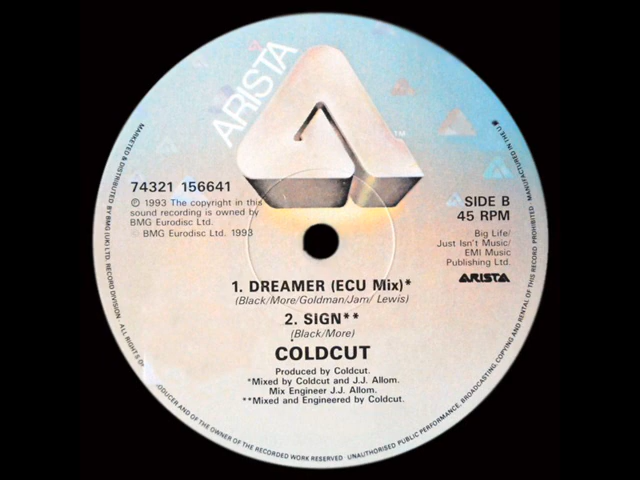 ARISTA
TM
74321 156641
℗ 1993 The copyright in this
sound recording is owned by
BMG Eurodisc Ltd.
© BMG Eurodisc Ltd. 1993
SIDE B
45 RPM
Big Life/
Just Isn't Music/
EMI Music
Publishing Ltd.
ARISTA
1. DREAMER (ECU Mix)*
(Black/More/Goldman/Jam/ Lewis)
2. SIGN**
(Black/More)
COLDCUT
Produced by Coldcut.
*Mixed by Coldcut and J.J. Allom.
Mix Engineer J.J. Allom.
**Mixed and Engineered by Coldcut.
MARKETED & DISTRIBUTED BY BMG (UK) LTD. RECORD DIVISION · ALL RIGHTS OF PRODUCER AND OF THE OWNER OF THE RECORDED WORK RESERVED UNAUTHORISED PUBLIC PERFORMANCE, BROADCASTING, COPYING AND RENTAL OF THIS RECORD PROHIBITED. MANUFACTURED IN THE U.K.